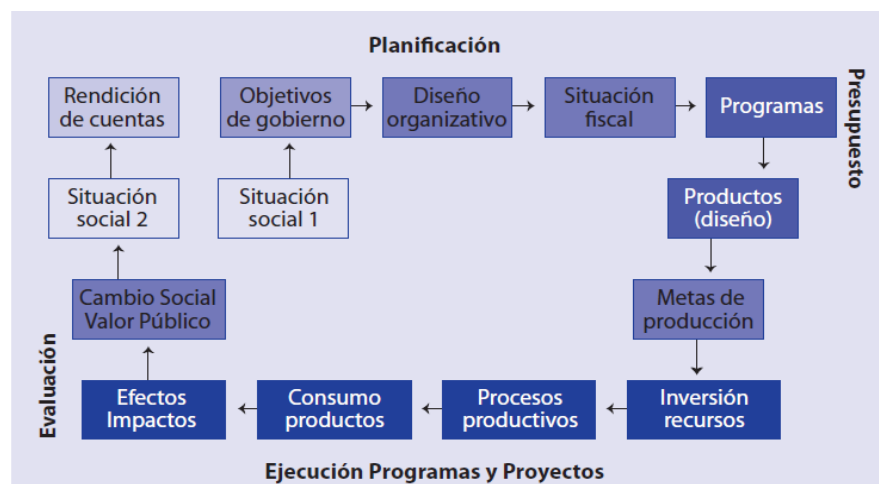 Planificación
Rendición
de cuentas
Objetivos
de gobierno
Diseño
organizativo
Situación
fiscal
Programas
Presupuesto
Situación
social 2
Situación
social 1
Productos
(diseño)
Cambio Social
Valor Público
Metas de
producción
Evaluación
Efectos
Impactos
Consumo
productos
Procesos
productivos
Inversión
recursos
Ejecución Programas y Proyectos